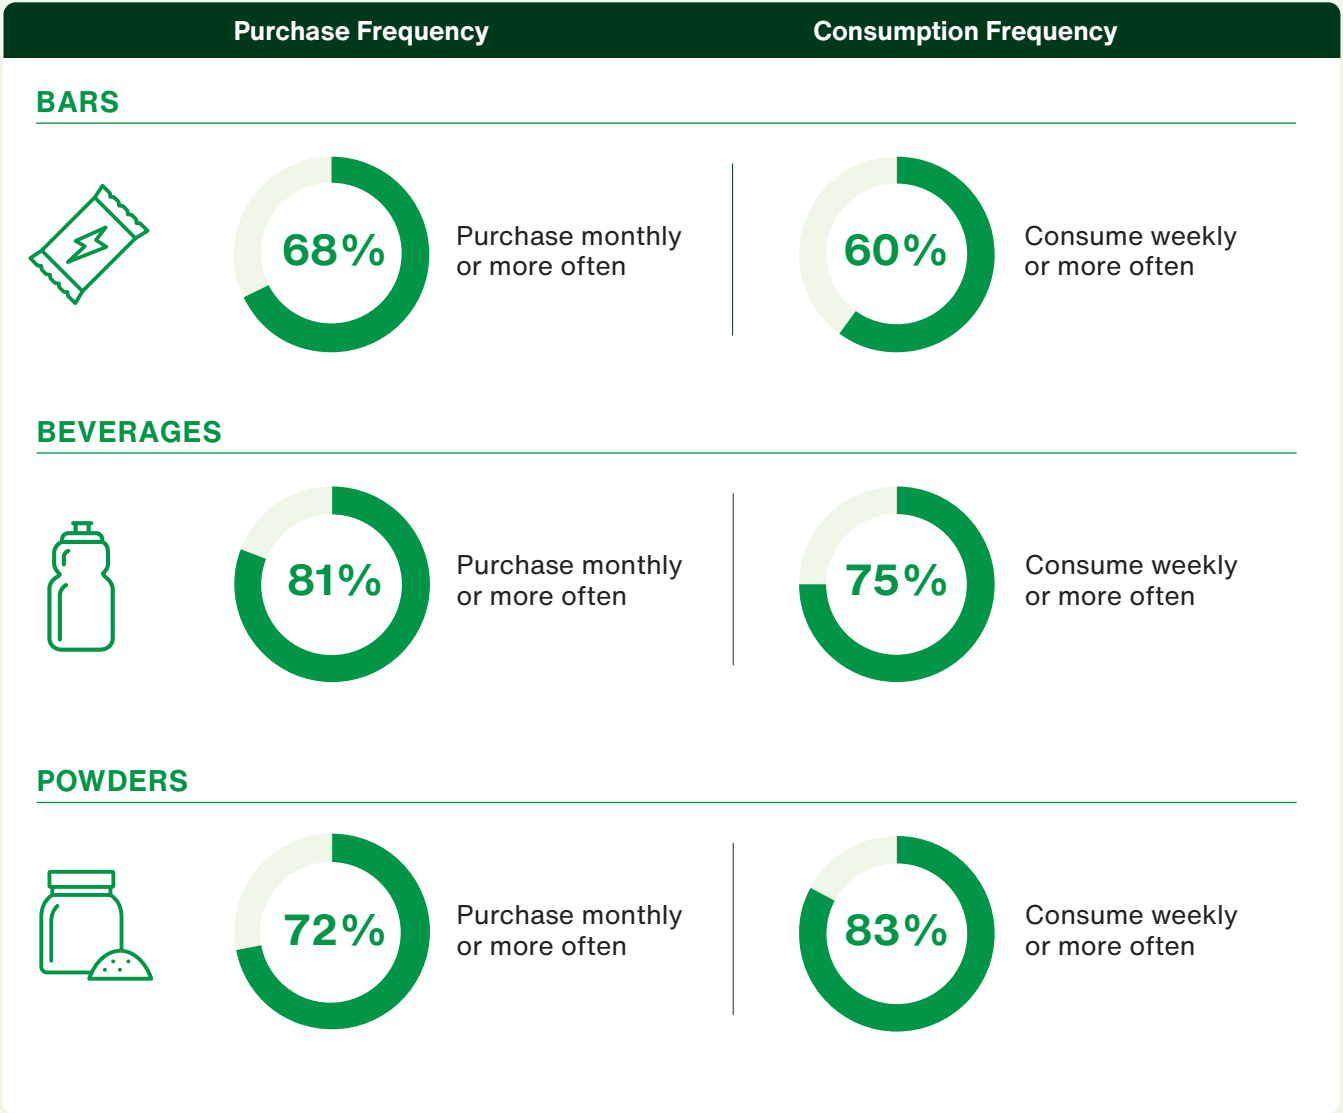 Purchase Frequency
Consumption Frequency
BARS
68%
Purchase monthly
or more often
60%
Consume weekly
or more often
BEVERAGES
81%
Purchase monthly
or more often
75%
Consume weekly
or more often
POWDERS
72%
Purchase monthly
or more often
83%
Consume weekly
or more often